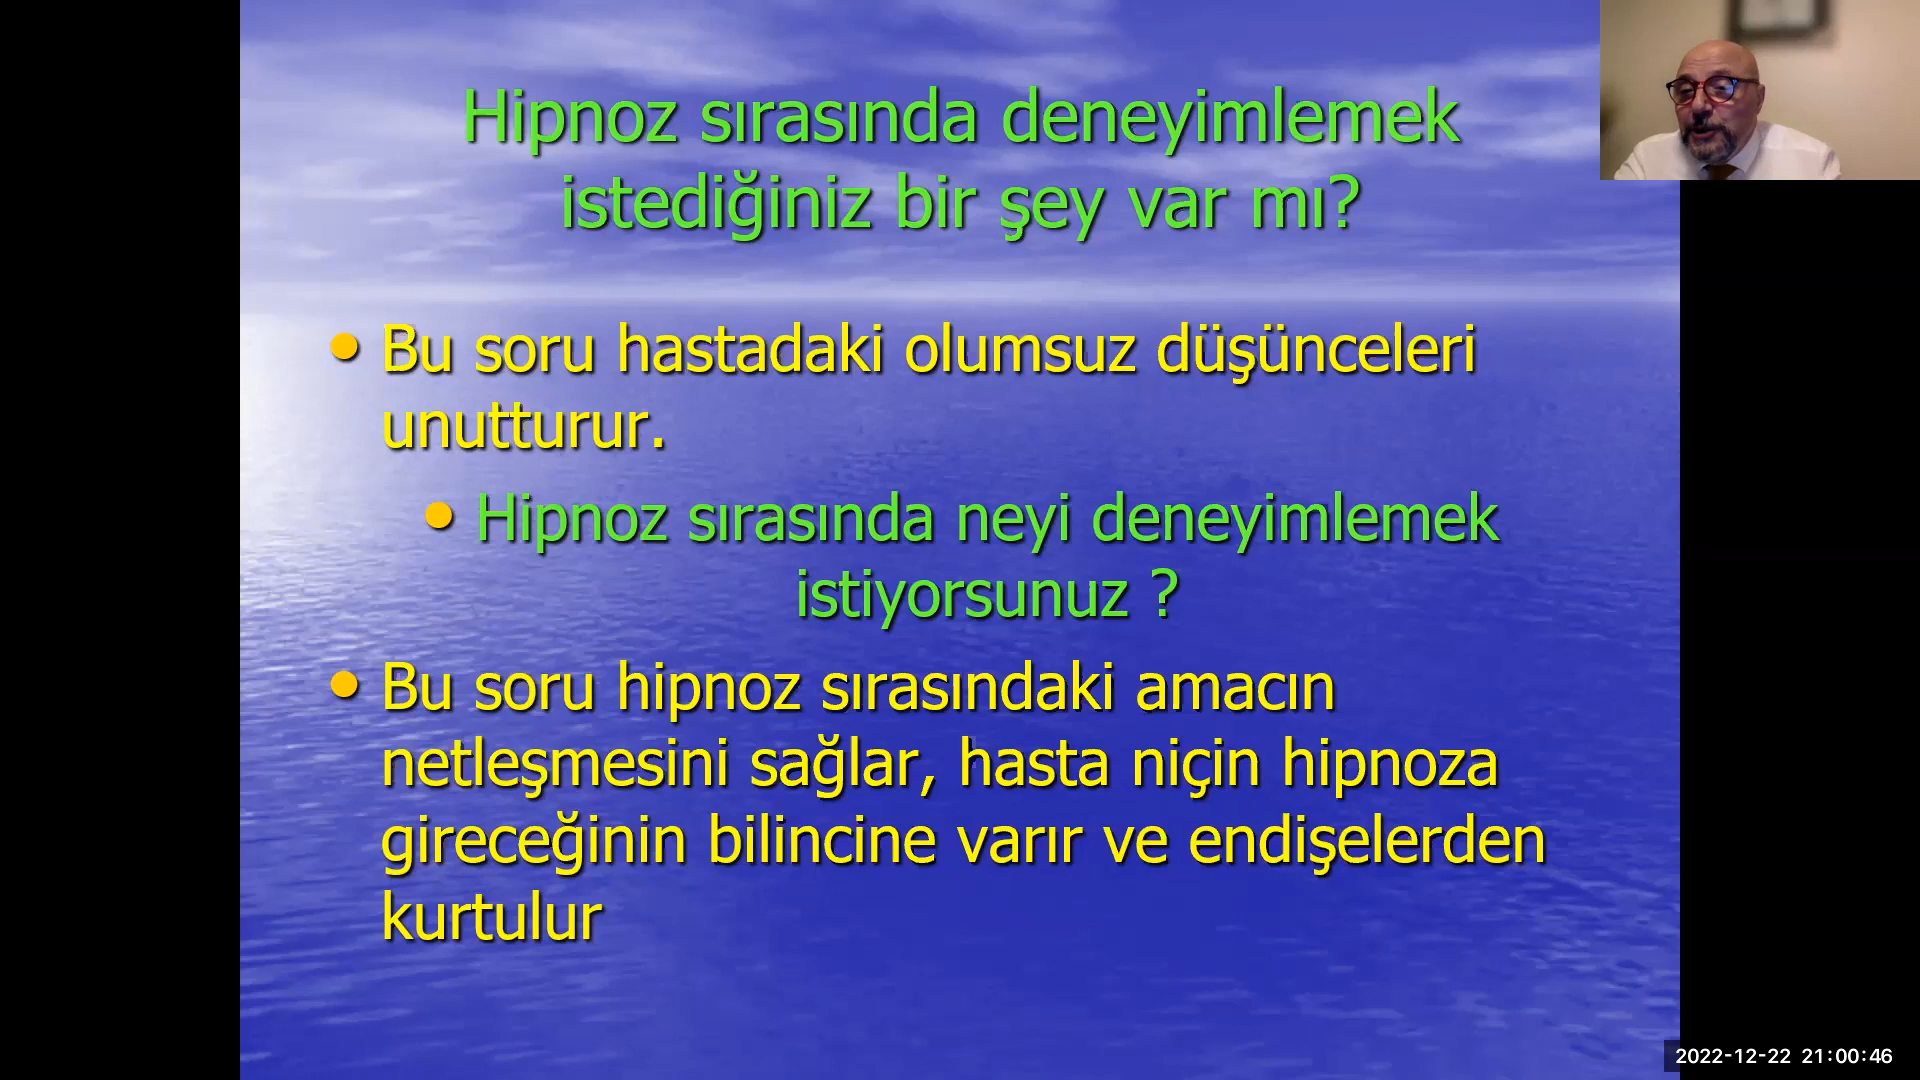 Hipnoz sırasında deneyimlemek
istediğiniz bir şey var mı?
• Bu soru hastadaki olumsuz düşünceleri
unutturur.
• Hipnoz sırasında neyi deneyimlemek
istiyorsunuz ?
• Bu soru hipnoz sırasındaki amacın
netleşmesini sağlar, hasta niçin hipnoza
gireceğinin bilincine varır ve endişelerden
kurtulur
2022-12-22 21:00:46